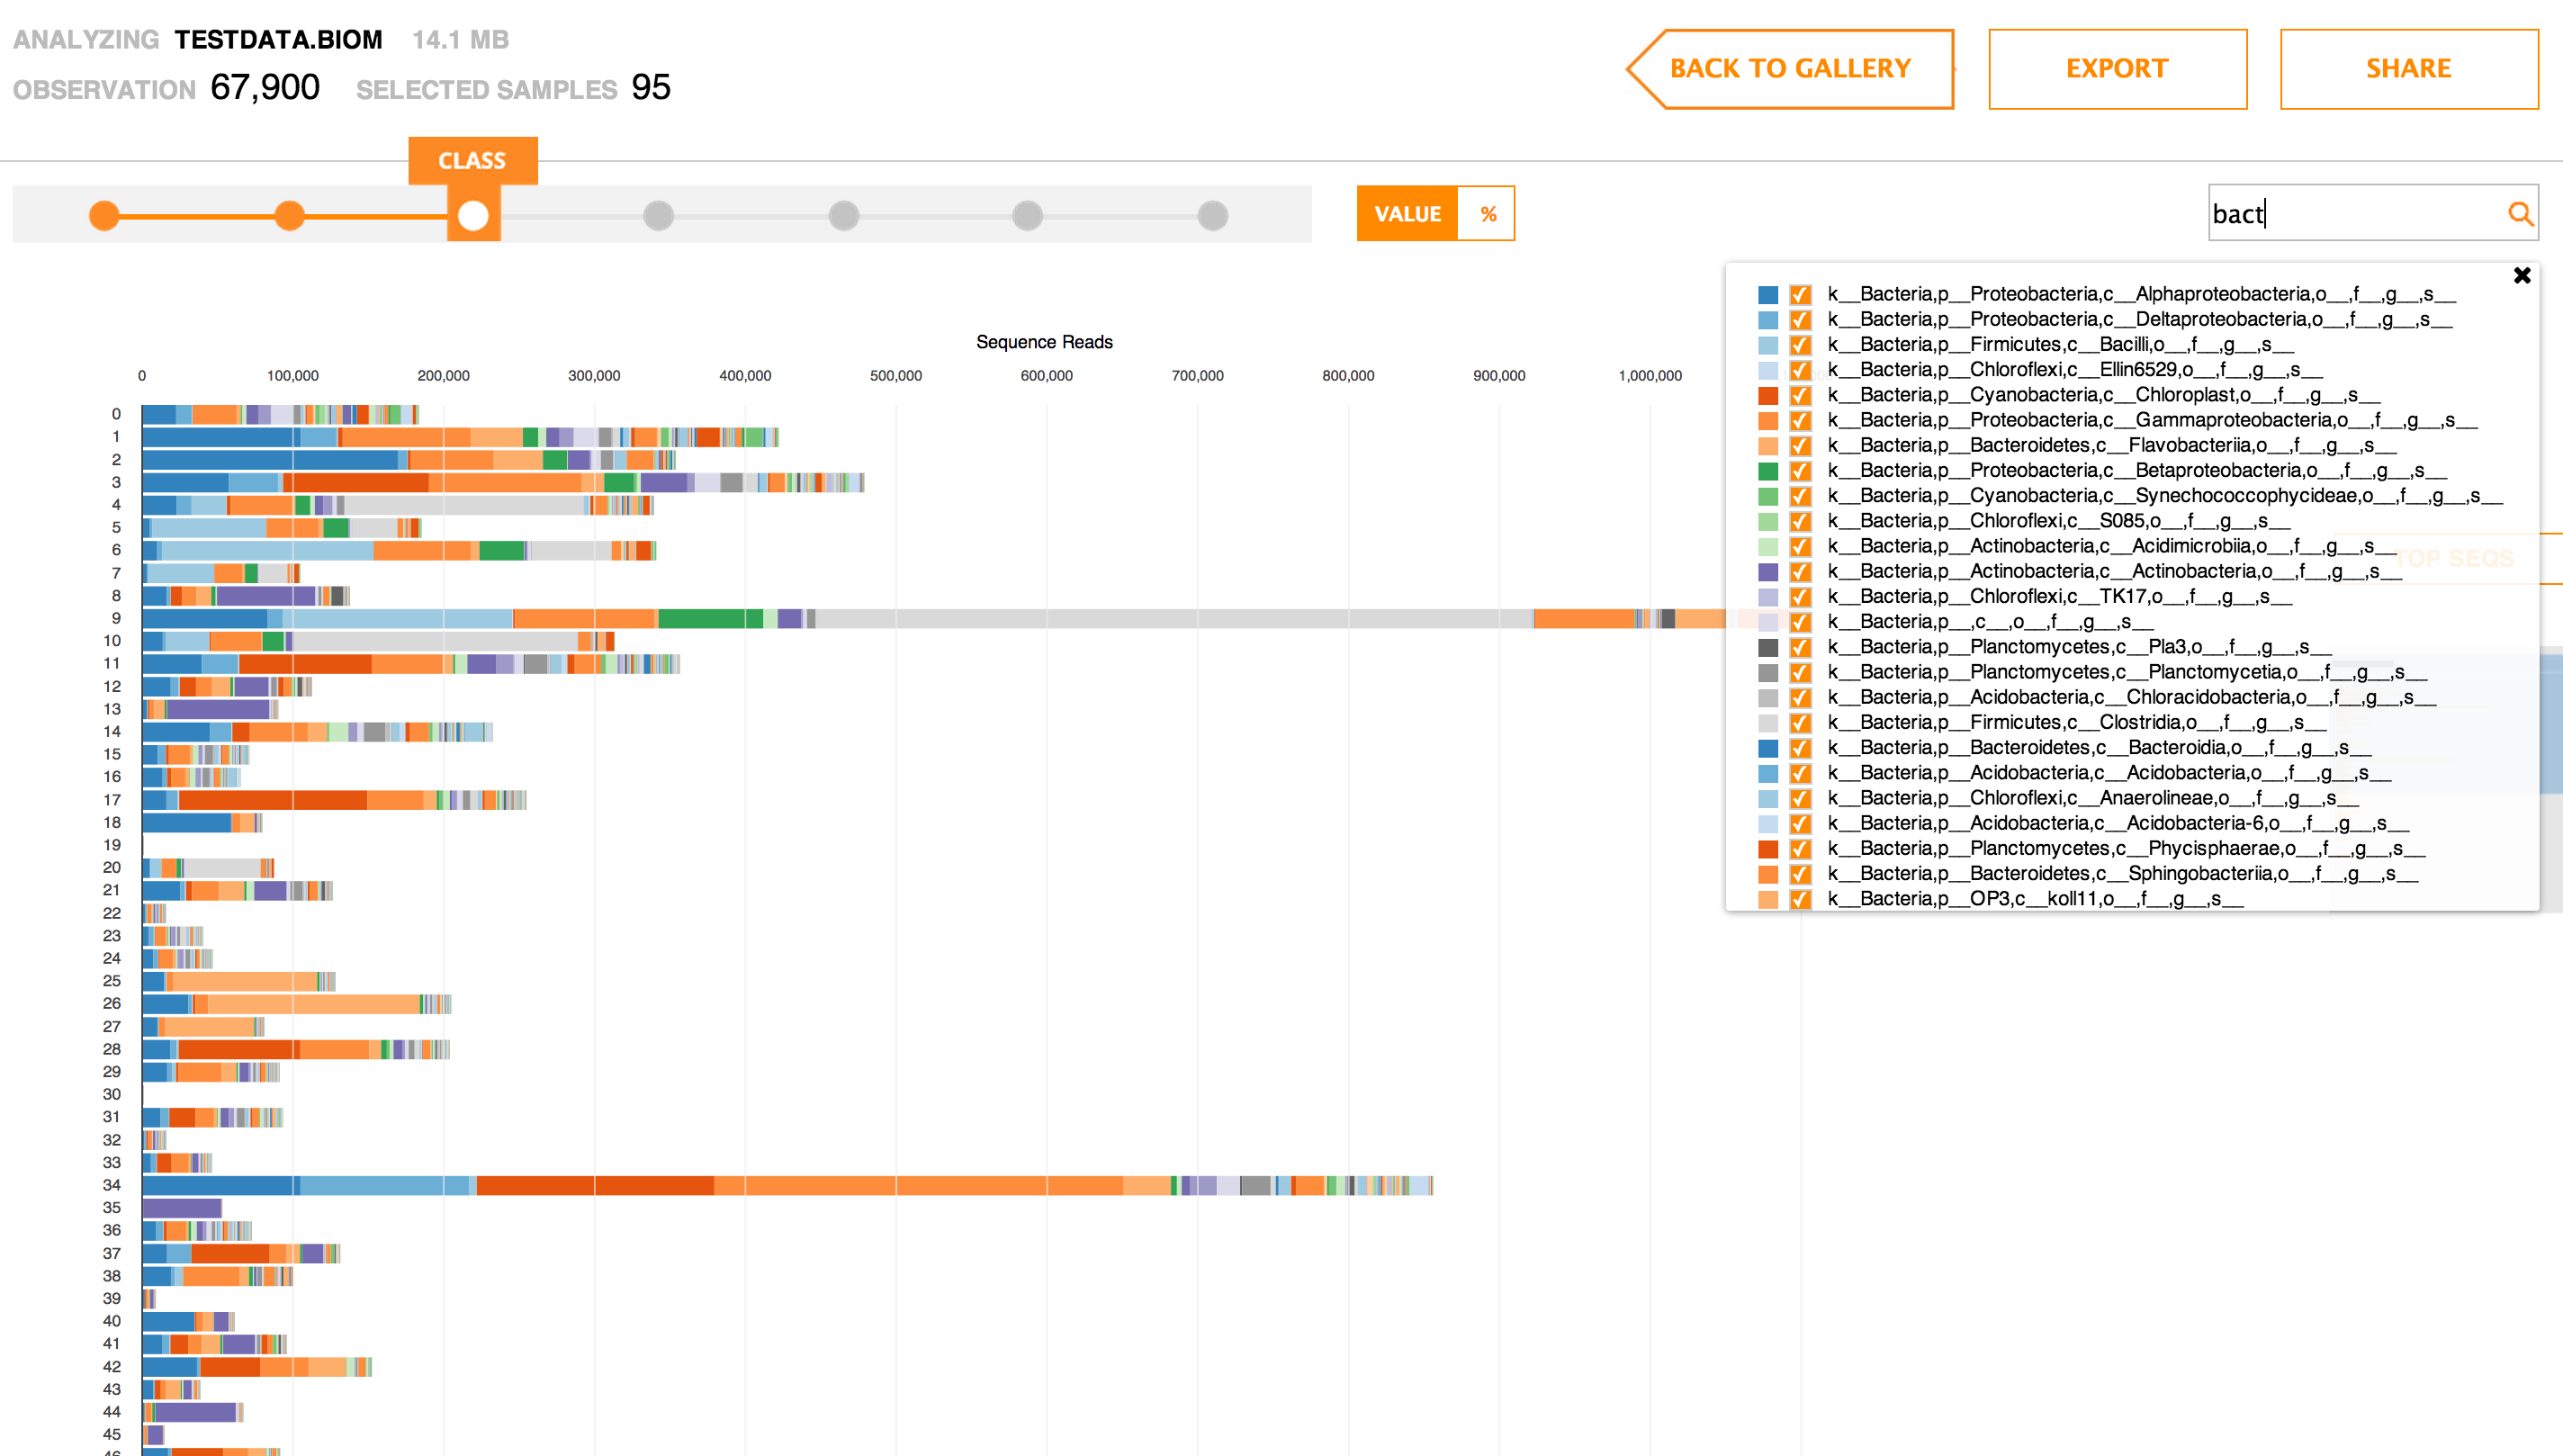 ANALYZING TESTDATA.BIOM 14.1 MB
OBSERVATION 67,900 SELECTED SAMPLES 95
BACK TO GALLERY
EXPORT
SHARE
CLASS
VALUE %
bact
Sequence Reads
0 100,000 200,000 300,000 400,000 500,000 600,000 700,000 800,000 900,000 1,000,000
k__Bacteria,p__Proteobacteria,c__Alphaproteobacteria,o__,f__,g__,s__
k__Bacteria,p__Proteobacteria,c__Deltaproteobacteria,o__,f__,g__,s__
k__Bacteria,p__Firmicutes,c__Bacilli,o__,f__,g__,s__
k__Bacteria,p__Chloroflexi,c__Ellin6529,o__,f__,g__,s__
k__Bacteria,p__Cyanobacteria,c__Chloroplast,o__,f__,g__,s__
k__Bacteria,p__Proteobacteria,c__Gammaproteobacteria,o__,f__,g__,s__
k__Bacteria,p__Bacteroidetes,c__Flavobacteriia,o__,f__,g__,s__
k__Bacteria,p__Proteobacteria,c__Betaproteobacteria,o__,f__,g__,s__
k__Bacteria,p__Cyanobacteria,c__Synechococcophycideae,o__,f__,g__,s__
k__Bacteria,p__Chloroflexi,c__S085,o__,f__,g__,s__
k__Bacteria,p__Actinobacteria,c__Acidimicrobiia,o__,f__,g__,s__
TOP SEQS
k__Bacteria,p__Actinobacteria,c__Actinobacteria,o__,f__,g__,s__
k__Bacteria,p__Chloroflexi,c__TK17,o__,f__,g__,s__
k__Bacteria,p__,c__,o__,f__,g__,s__
k__Bacteria,p__Planctomycetes,c__Pla3,o__,f__,g__,s__
k__Bacteria,p__Planctomycetes,c__Planctomycetia,o__,f__,g__,s__
k__Bacteria,p__Acidobacteria,c__Chloracidobacteria,o__,f__,g__,s__
k__Bacteria,p__Firmicutes,c__Clostridia,o__,f__,g__,s__
k__Bacteria,p__Bacteroidetes,c__Bacteroidia,o__,f__,g__,s__
k__Bacteria,p__Acidobacteria,c__Acidobacteria,o__,f__,g__,s__
k__Bacteria,p__Chloroflexi,c__Anaerolineae,o__,f__,g__,s__
k__Bacteria,p__Acidobacteria,c__Acidobacteria-6,o__,f__,g__,s__
k__Bacteria,p__Planctomycetes,c__Phycisphaerae,o__,f__,g__,s__
k__Bacteria,p__Bacteroidetes,c__Sphingobacteriia,o__,f__,g__,s__
k__Bacteria,p__OP3,c__koll11,o__,f__,g__,s__
0
1
2
3
4
5
6
7
8
9
10
11
12
13
14
15
16
17
18
19
20
21
22
23
24
25
26
27
28
29
30
31
32
33
34
35
36
37
38
39
40
41
42
43
44
45
46